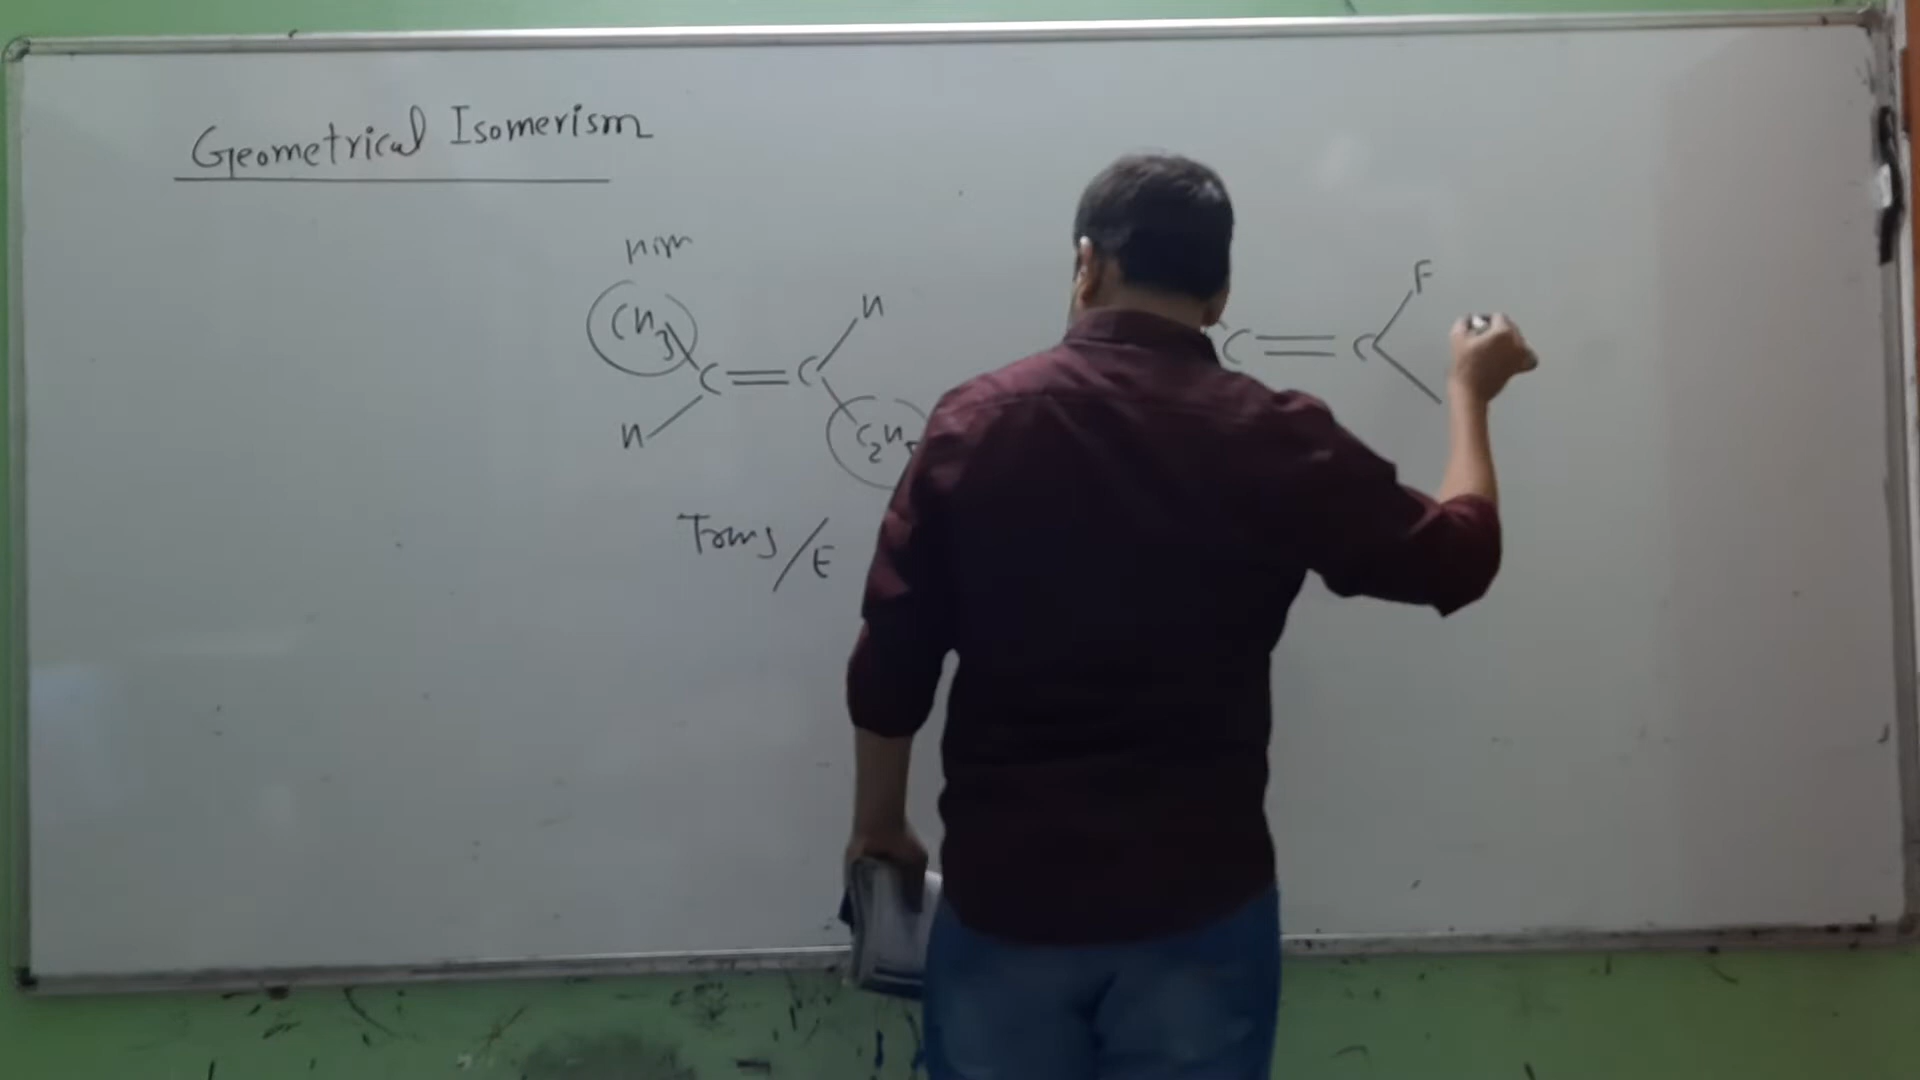 Geometrical Isomerism
CH3 H
C=C
H C2H5
Trans/E
F
C=C